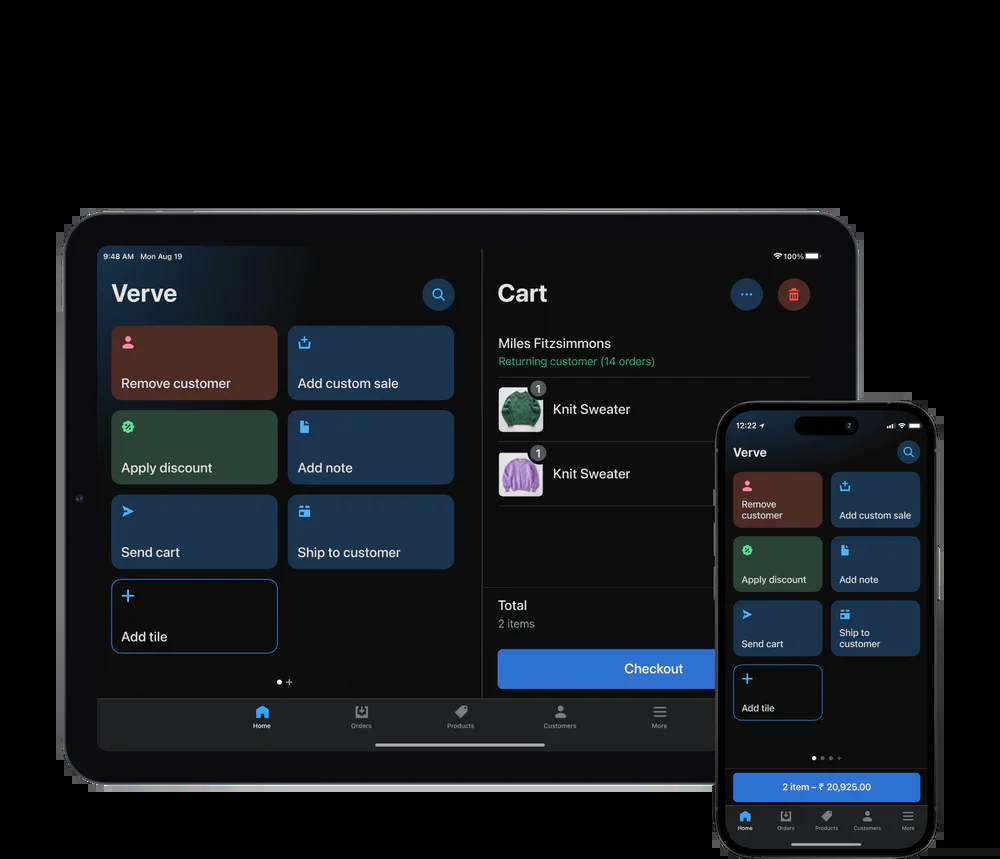 9:48 AM Mon Aug 19
100%
Verve
Remove customer
Add custom sale
Apply discount
Add note
Send cart
Ship to customer
Add tile
Cart
Miles Fitzsimmons
Returning customer (14 orders)
1
Knit Sweater
1
Knit Sweater
Total
2 items
Checkout
Home
Orders
Products
Customers
More
12:22
Verve
Remove
customer
Add custom sale
Apply discount
Add note
Send cart
Ship to
customer
Add tile
2 item – ₹ 20,925.00
Home
Orders
Products
Customers
More